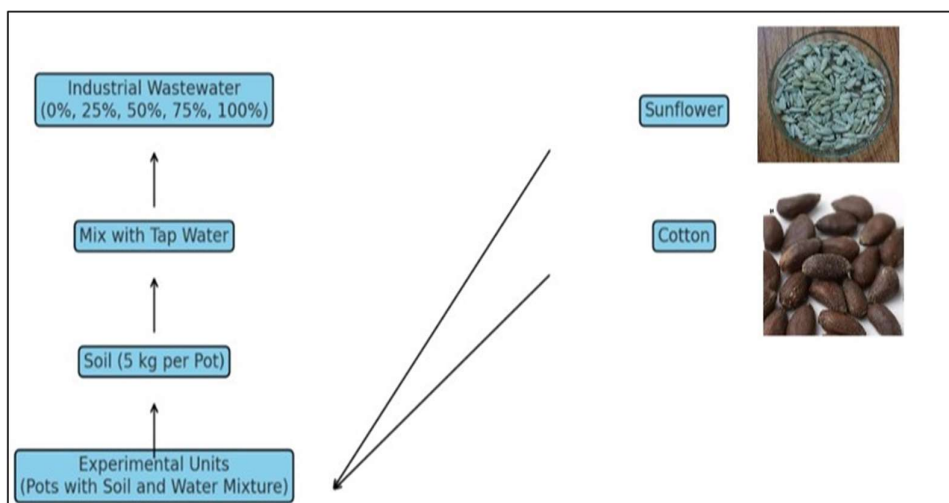 Industrial Wastewater
(0%, 25%, 50%, 75%, 100%)
Mix with Tap Water
Soil (5 kg per Pot)
Experimental Units
(Pots with Soil and Water Mixture)
Sunflower
Cotton